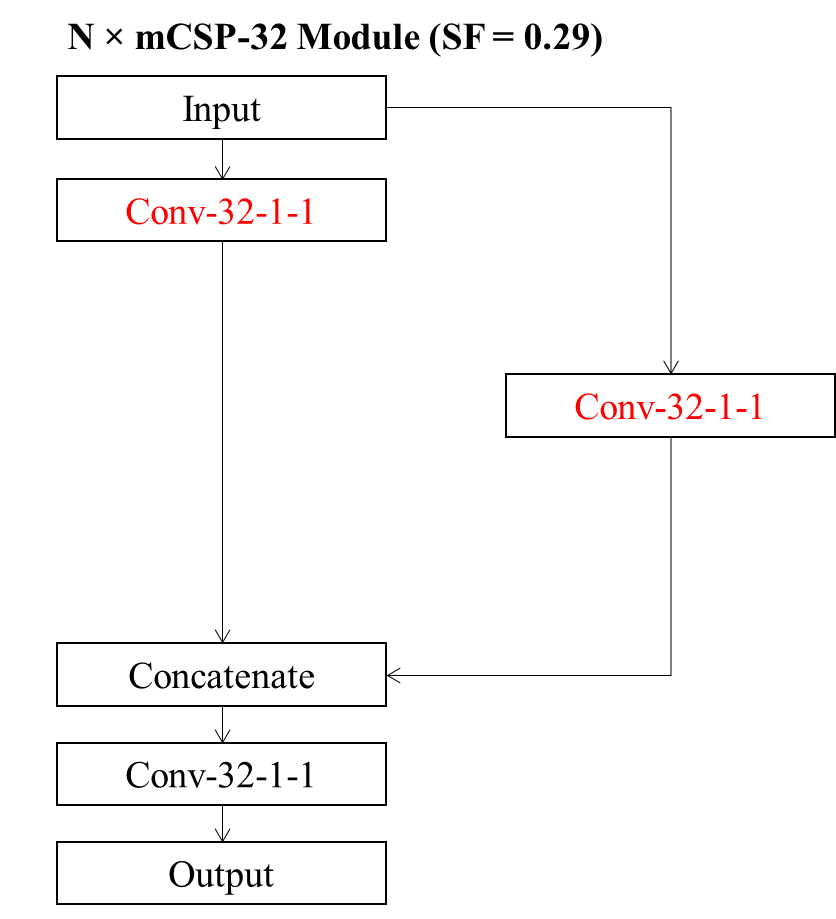 N × mCSP-32 Module (SF = 0.29)
Input
Conv-32-1-1
Conv-32-1-1
Concatenate
Conv-32-1-1
Output